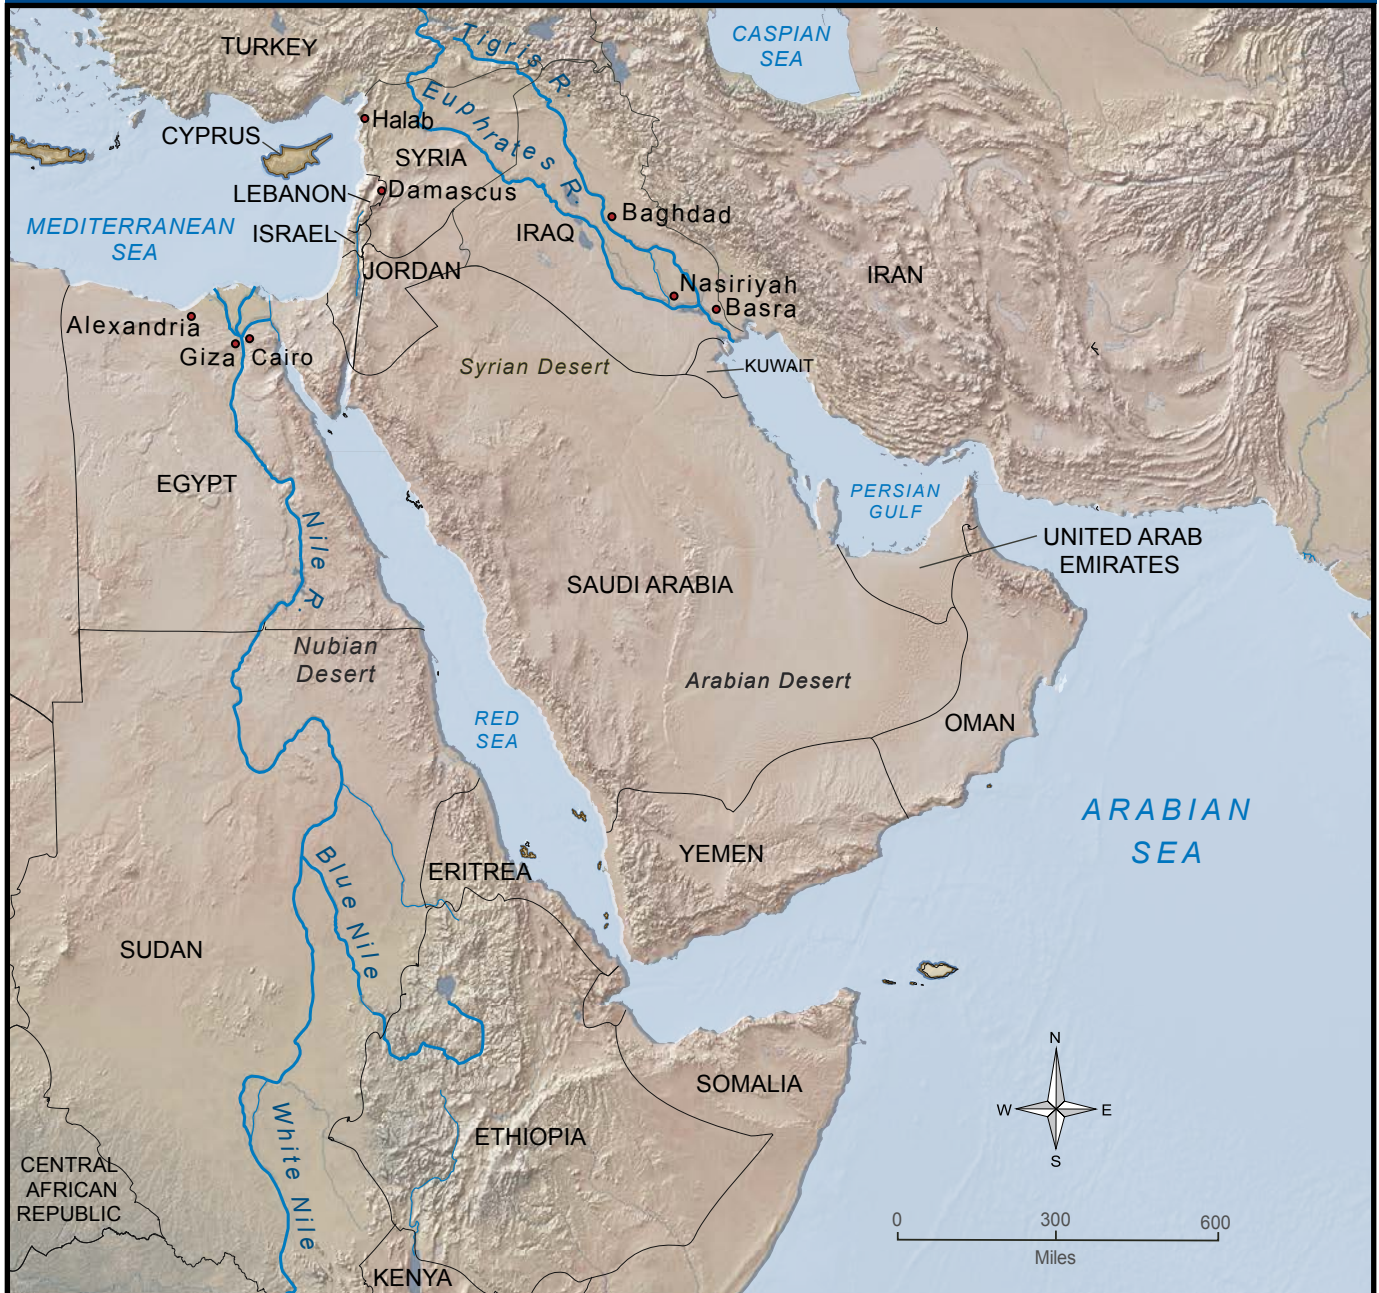 TURKEY
Tigris R.
CASPIAN
SEA
Euphrates R.
Halab
CYPRUS
SYRIA
LEBANON
Damascus
MEDITERRANEAN
SEA
ISRAEL
Baghdad
IRAQ
JORDAN
IRAN
Nasiriyah
Basra
Alexandria
Giza
Cairo
Syrian Desert
KUWAIT
EGYPT
PERSIAN
GULF
Nile R.
UNITED ARAB
EMIRATES
SAUDI ARABIA
Nubian
Desert
Arabian Desert
RED
SEA
OMAN
ARABIAN
SEA
Blue Nile
ERITREA
YEMEN
SUDAN
N
W
E
S
SOMALIA
White Nile
ETHIOPIA
CENTRAL
AFRICAN
REPUBLIC
0 300 600
Miles
KENYA